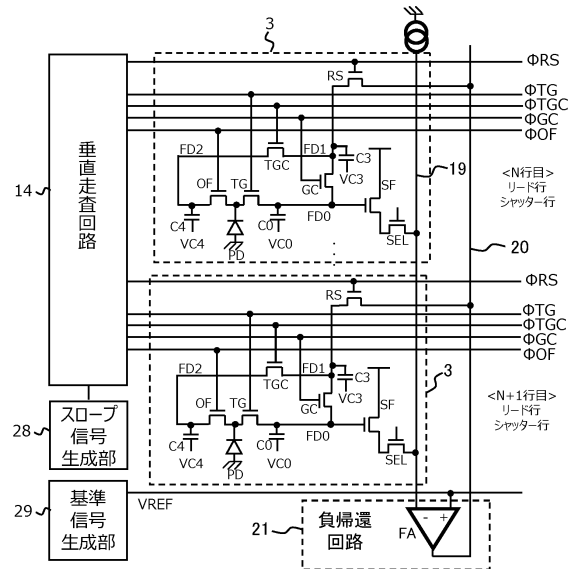 3
垂直走査回路
14
RS
ΦRS
ΦTG
ΦTGC
ΦGC
ΦOF
FD2
TGC
FD1
C3
VC3
GC
OF
TG
SF
19
<N行目>
リード行
シャッター行
20
C4
VC4
PD
C0
VC0
FD0
SEL
RS
ΦRS
ΦTG
ΦTGC
ΦGC
ΦOF
FD2
TGC
FD1
C3
VC3
GC
OF
TG
SF
3
<N+1行目>
リード行
シャッター行
C4
VC4
PD
C0
VC0
FD0
SEL
28
スロープ
信号
生成部
29
基準
信号
生成部
VREF
21
負帰還
回路
FA
-
+